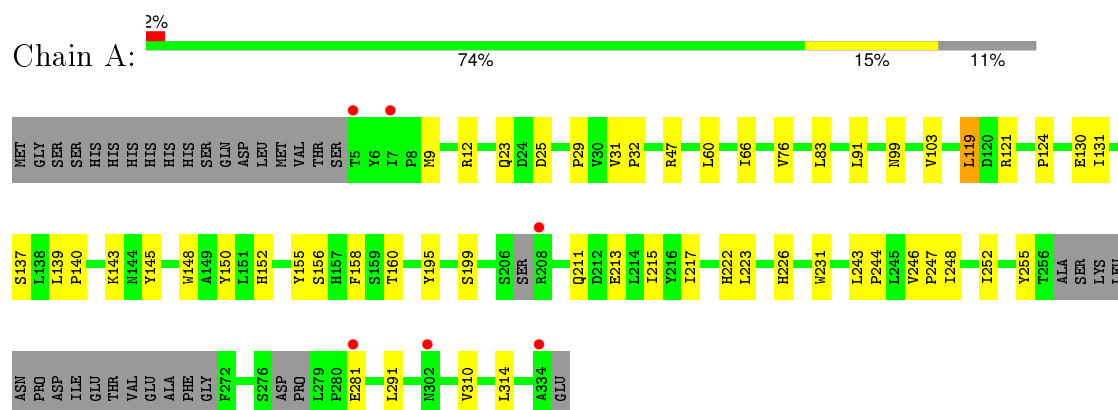 2%
Chain A:
74% 15% 11%
MET GLY SER SER HIS HIS HIS HIS HIS HIS SER GLN ASP LEU MET VAL THR SER T5 Y6 I7 P8 M9 R12 Q23 D24 D25 P29 V30 V31 P32 R47 L60 I66 V76 L83 L91 N99 V103 L119 D120 R121 P124 E130 I131
S137 L138 L139 P140 K143 N144 Y145 W148 A149 Y150 L151 H152 Y155 S156 H157 F158 S159 T160 Y195 S199 S206 SER R208 Q211 D212 E213 L214 I215 Y216 I217 H222 L223 H226 W231 L243 P244 L245 V246 P247 I248 I252 Y255 T256 ALA SER LYS LEU
ASN PRO ASP ILE GLU THR VAL GLU ALA PHE GLY F272 S276 ASP PRO L279 P280 E281 L291 N302 V310 L314 A334 GLU